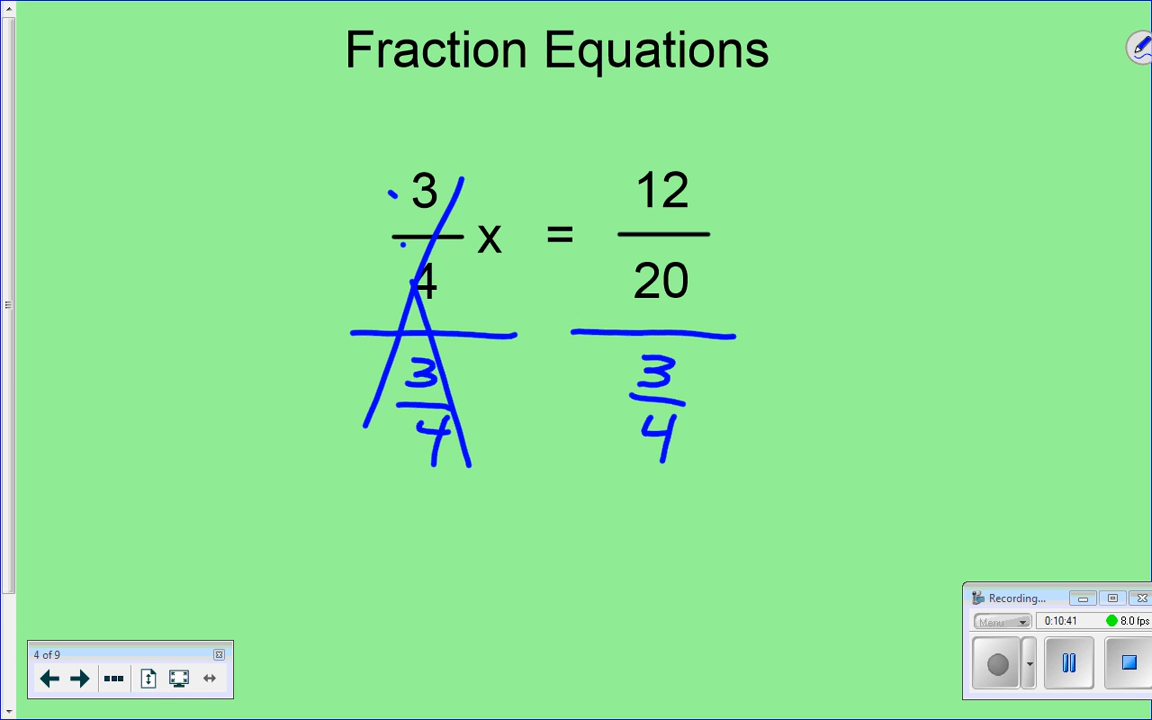 Fraction Equations
3 12
x =
4 20
3 3
4 4
Recording...
Menu 0:10:41 8.0 fps
4 of 9